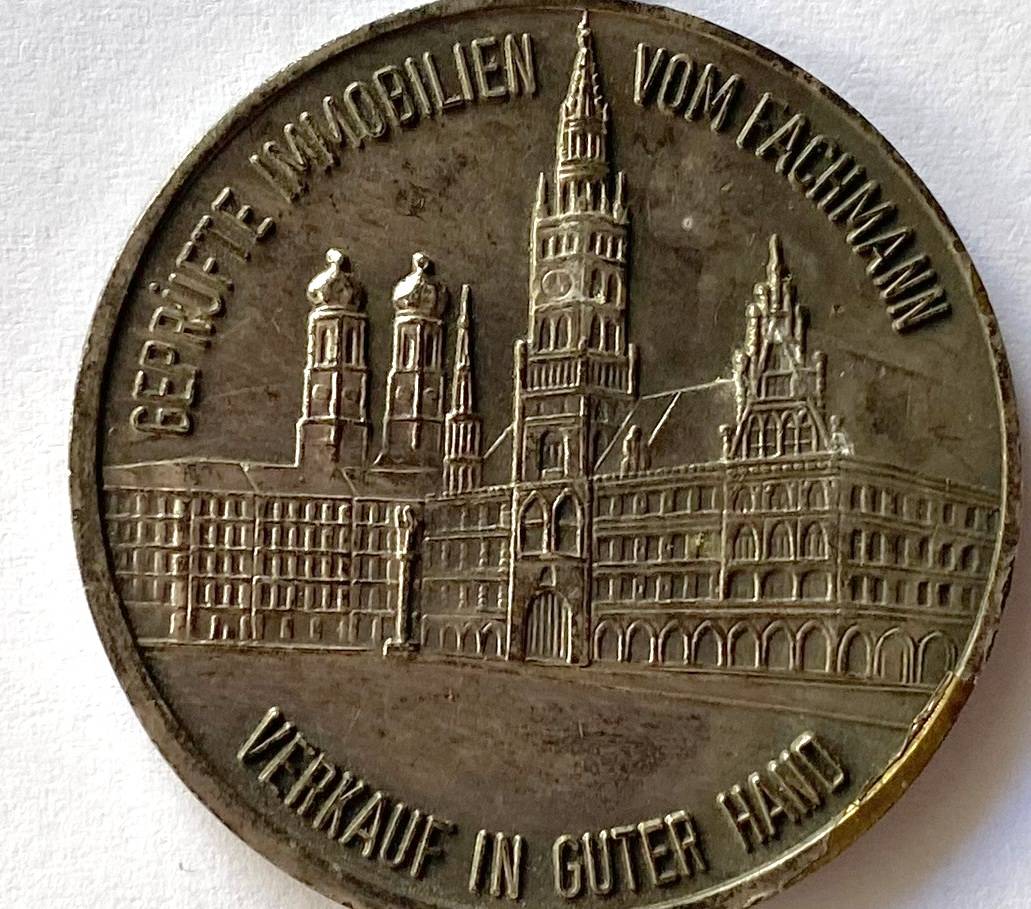 GEPRÜFTE IMMOBILIEN VOM FACHMANN
VERKAUF IN GUTER HAND